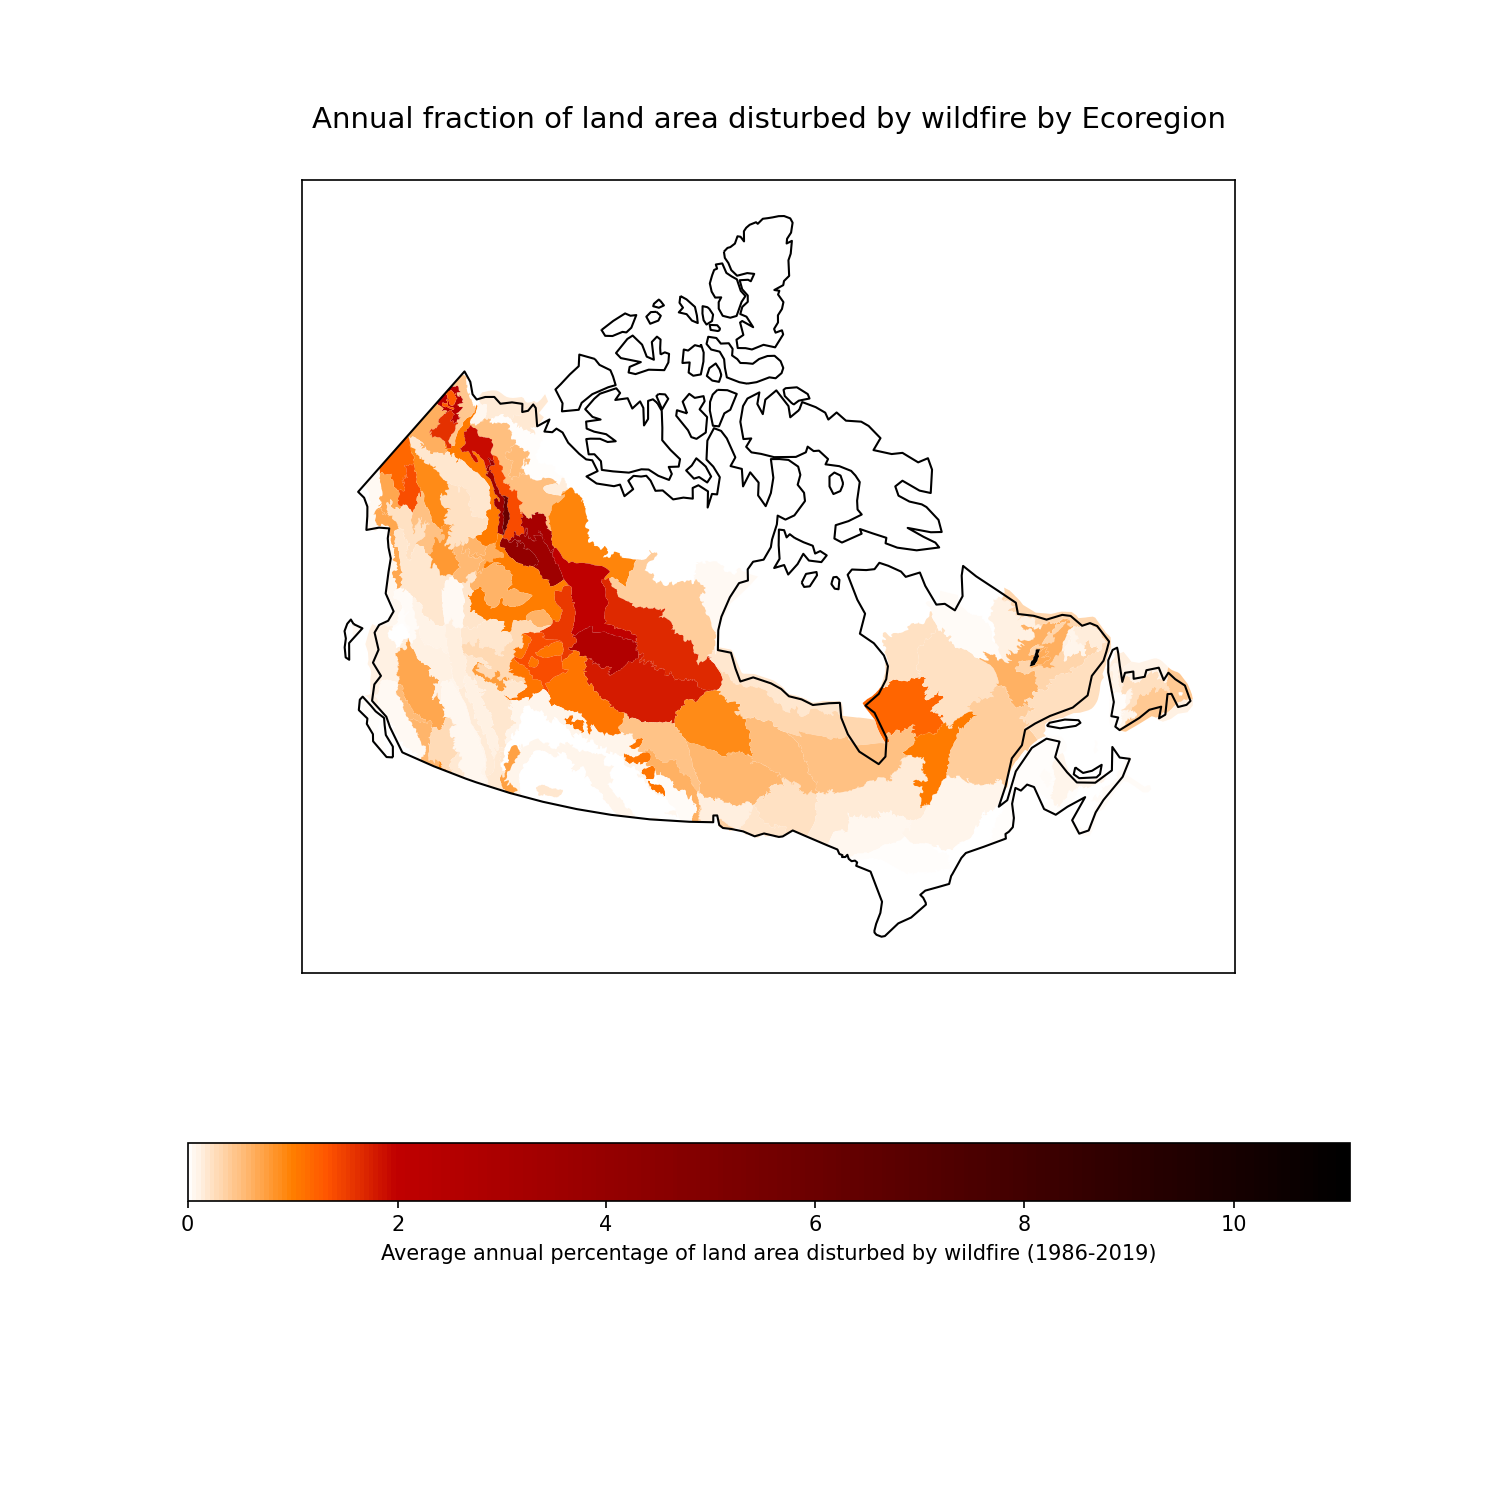 Annual fraction of land area disturbed by wildfire by Ecoregion
0 2 4 6 8 10
Average annual percentage of land area disturbed by wildfire (1986-2019)